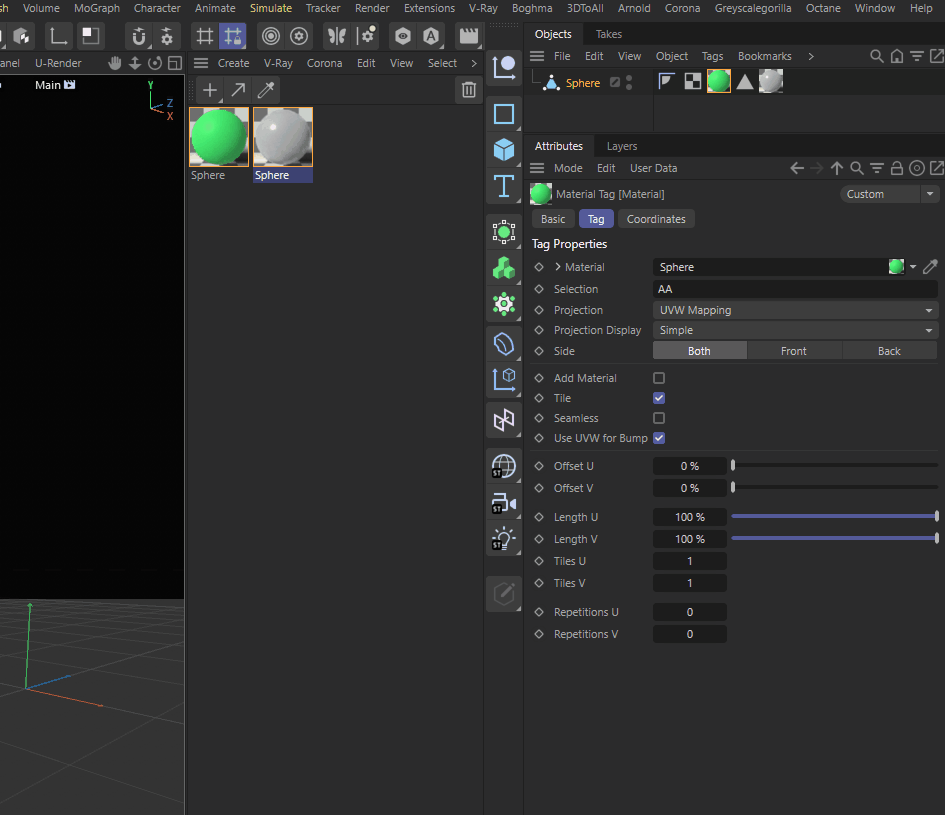 sh Volume MoGraph Character Animate Simulate Tracker Render Extensions V-Ray Boghma 3DToAll Arnold Corona Greyscalegorilla Octane Window Help
Objects Takes
anel U-Render
Create V-Ray Corona Edit View Select
File Edit View Object Tags Bookmarks
Main
Y
Z
X
Sphere
Sphere
Sphere
ST
ST
ST
Attributes Layers
Mode Edit User Data
Material Tag [Material]
Custom
Basic Tag Coordinates
Tag Properties
Material Sphere
Selection AA
Projection UVW Mapping
Projection Display Simple
Side Both Front Back
Add Material
Tile
Seamless
Use UVW for Bump
Offset U 0 %
Offset V 0 %
Length U 100 %
Length V 100 %
Tiles U 1
Tiles V 1
Repetitions U 0
Repetitions V 0